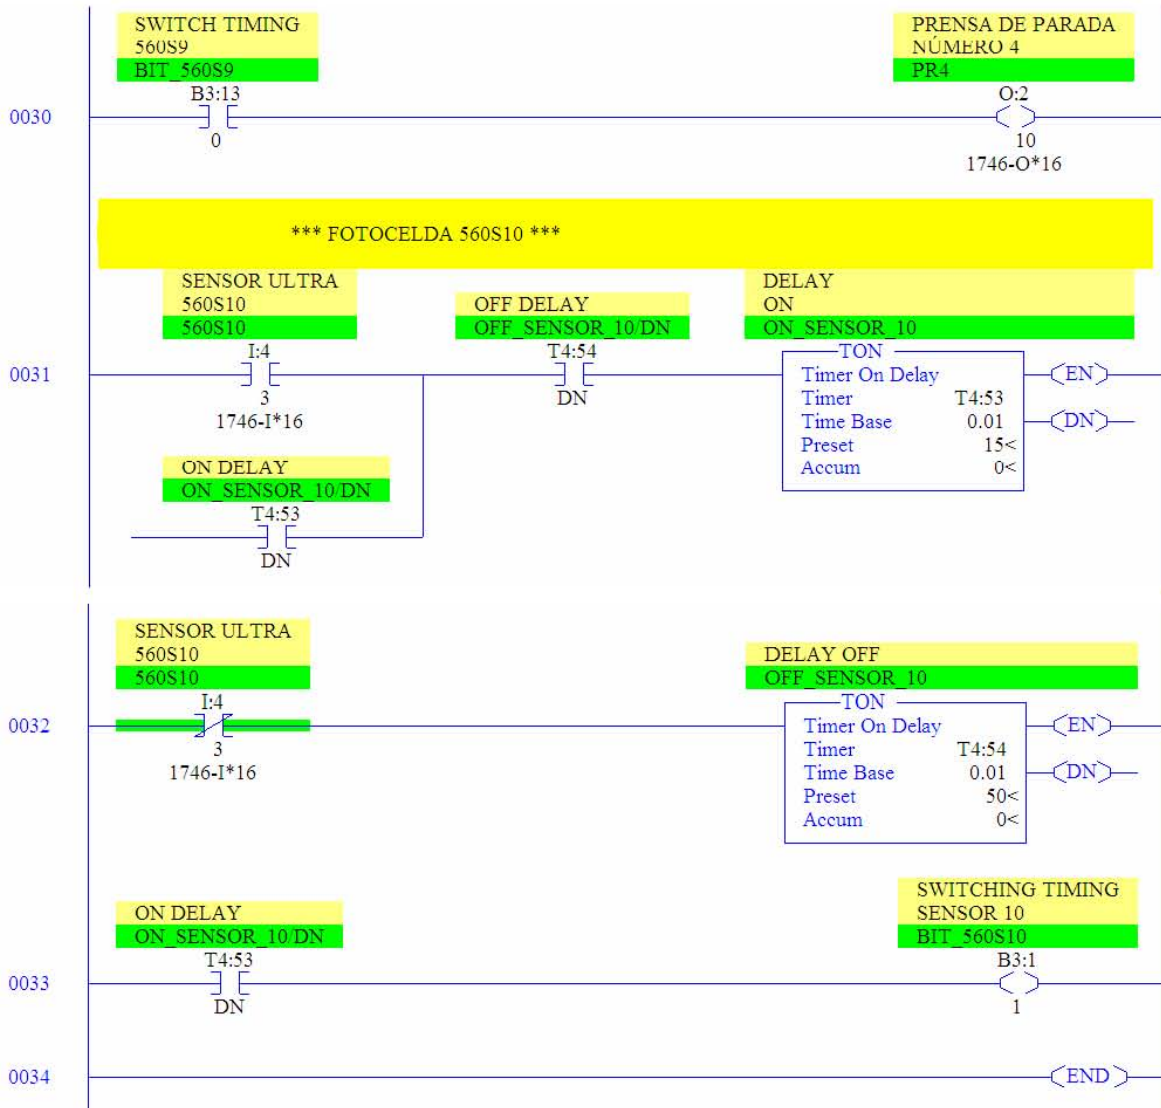 SWITCH TIMING
560S9
BIT_560S9
B3:13
0
PRENSA DE PARADA
NÚMERO 4
PR4
O:2
10
1746-O*16
0030
*** FOTOCELDA 560S10 ***
SENSOR ULTRA
560S10
560S10
I:4
3
1746-I*16
OFF DELAY
OFF_SENSOR_10/DN
T4:54
DN
DELAY
ON
ON_SENSOR_10
TON
Timer On Delay
Timer T4:53
Time Base 0.01
Preset 15<
Accum 0<
EN
DN
0031
ON DELAY
ON_SENSOR_10/DN
T4:53
DN
SENSOR ULTRA
560S10
560S10
I:4
3
1746-I*16
DELAY OFF
OFF_SENSOR_10
TON
Timer On Delay
Timer T4:54
Time Base 0.01
Preset 50<
Accum 0<
EN
DN
0032
ON DELAY
ON_SENSOR_10/DN
T4:53
DN
SWITCHING TIMING
SENSOR 10
BIT_560S10
B3:1
1
0033
0034
END